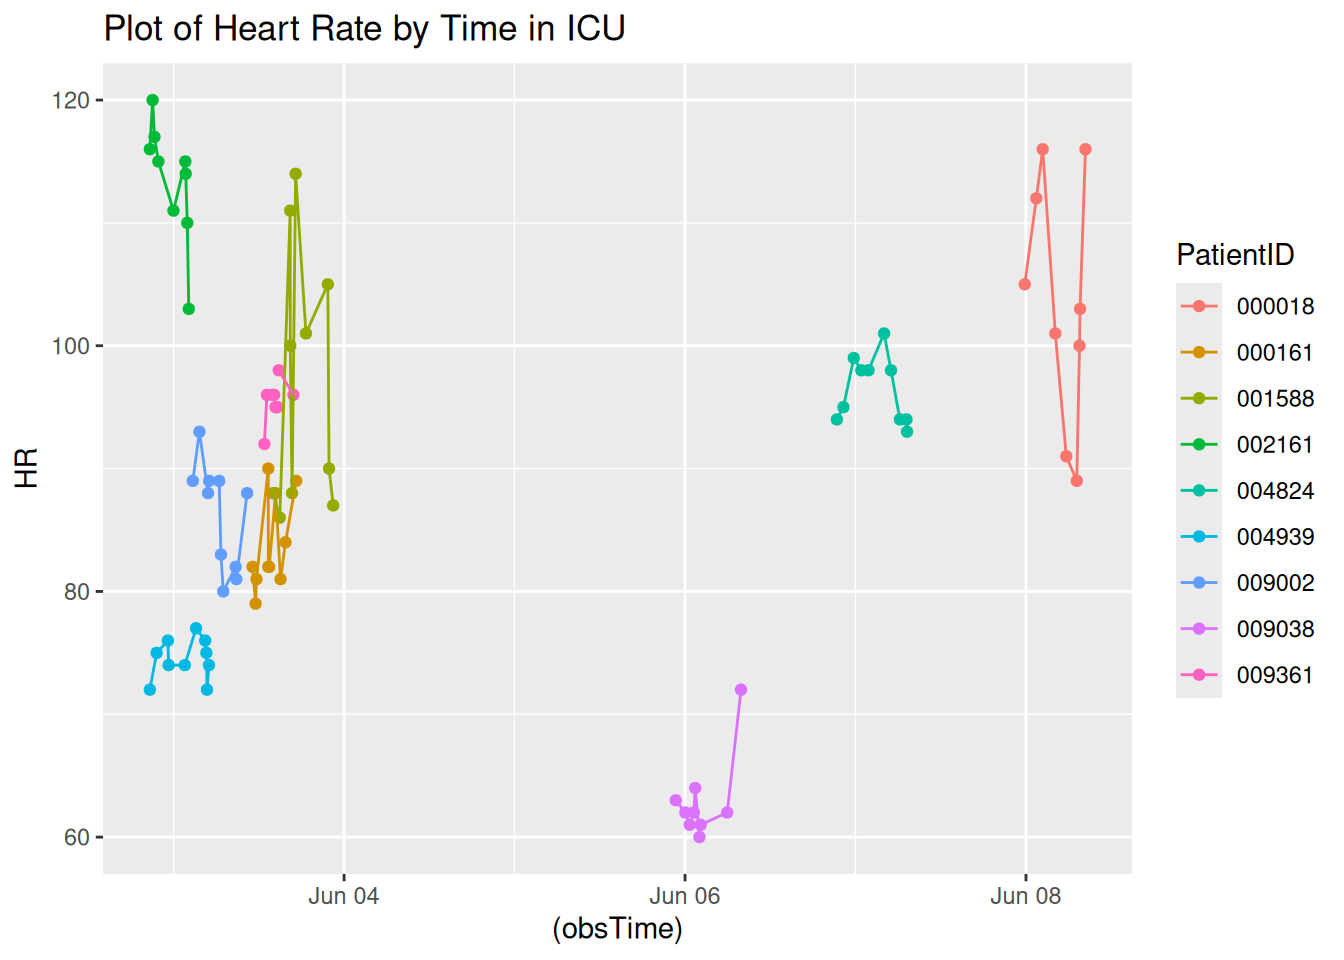 Plot of Heart Rate by Time in ICU
120
100
80
60
HR
Jun 04
Jun 06
Jun 08
(obsTime)
PatientID
000018
000161
001588
002161
004824
004939
009002
009038
009361